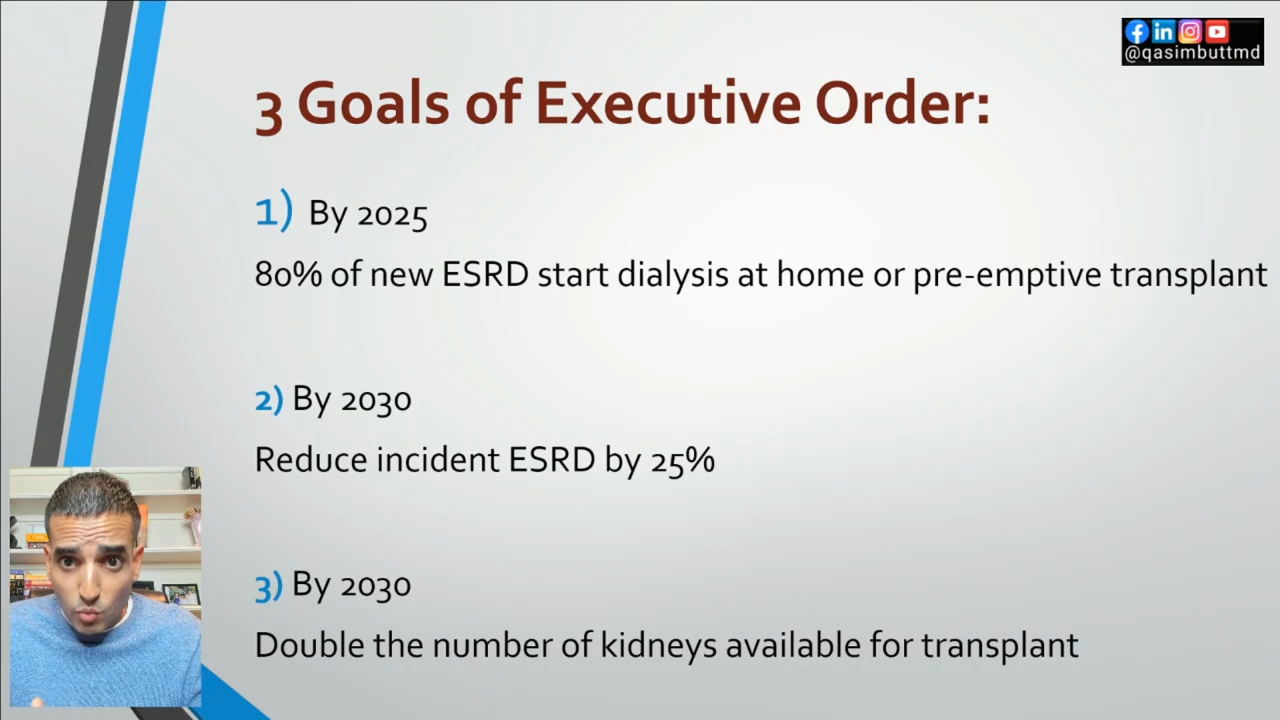 @qasimbuttmd
3 Goals of Executive Order:
1) By 2025
80% of new ESRD start dialysis at home or pre-emptive transplant
2) By 2030
Reduce incident ESRD by 25%
3) By 2030
Double the number of kidneys available for transplant